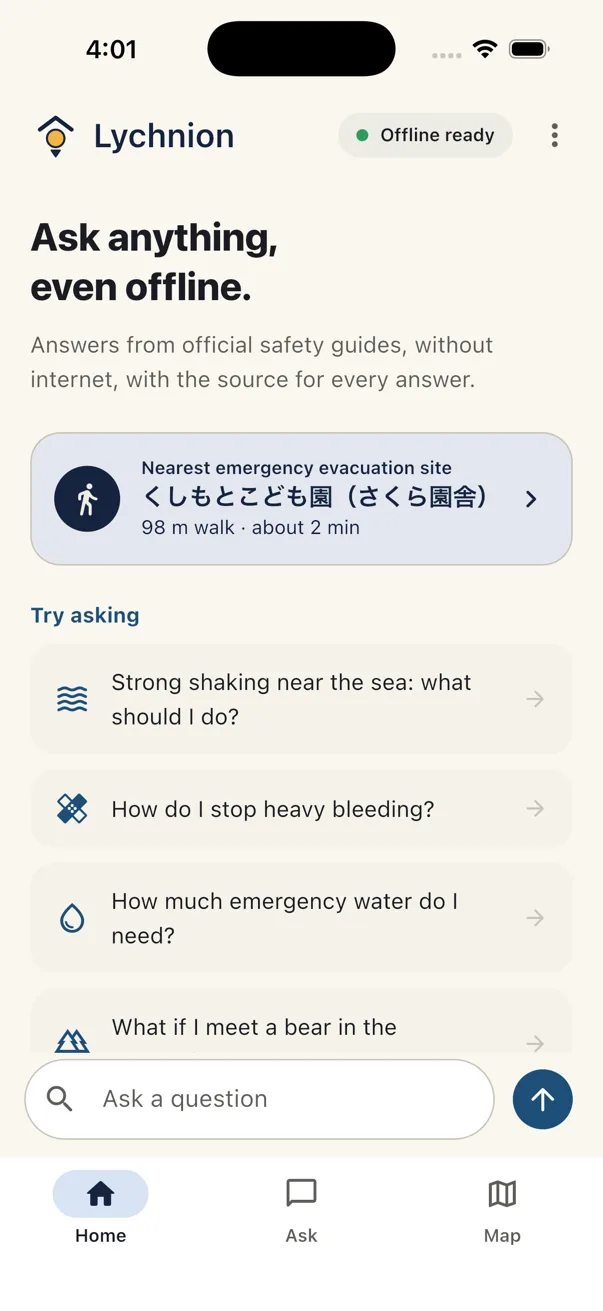 4:01
Lychnion
Offline ready
Ask anything,
even offline.
Answers from official safety guides, without
internet, with the source for every answer.
Nearest emergency evacuation site
くしもとこども園（さくら園舎）
98 m walk · about 2 min
Try asking
Strong shaking near the sea: what
should I do?
How do I stop heavy bleeding?
How much emergency water do I
need?
What if I meet a bear in the
Ask a question
Home
Ask
Map